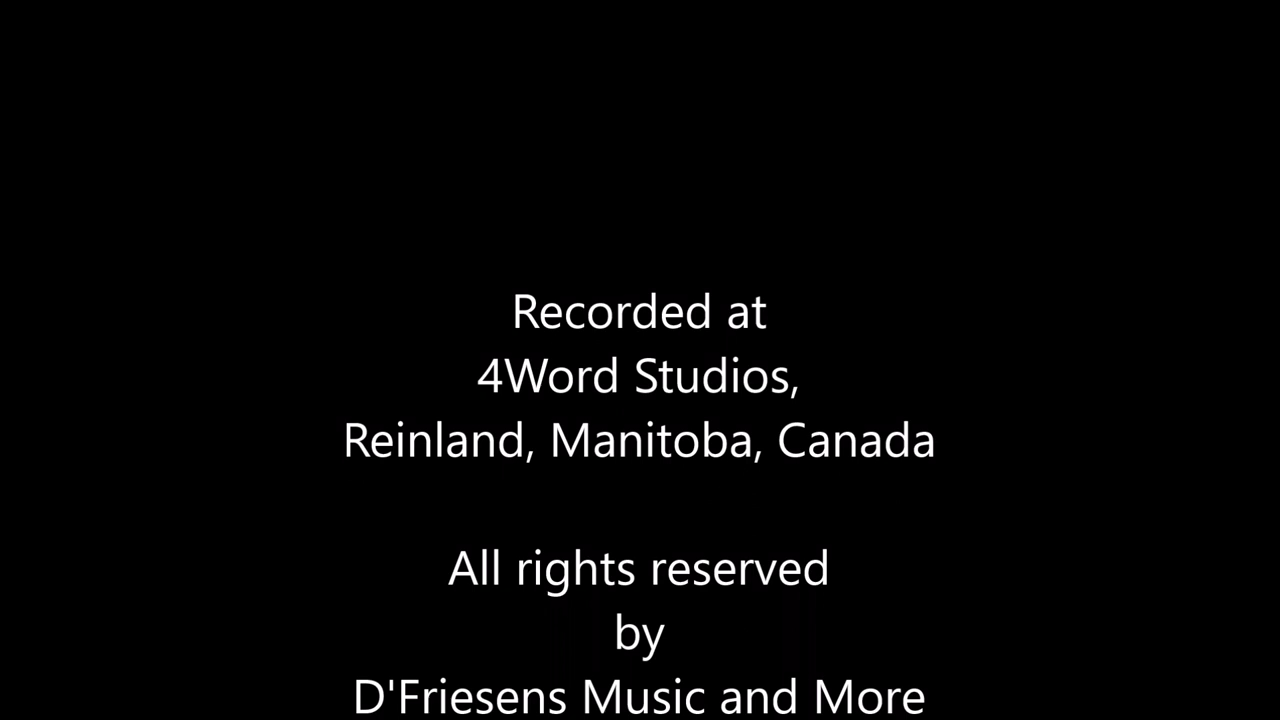 Recorded at
4Word Studios,
Reinland, Manitoba, Canada
All rights reserved
by
D'Friesens Music and More